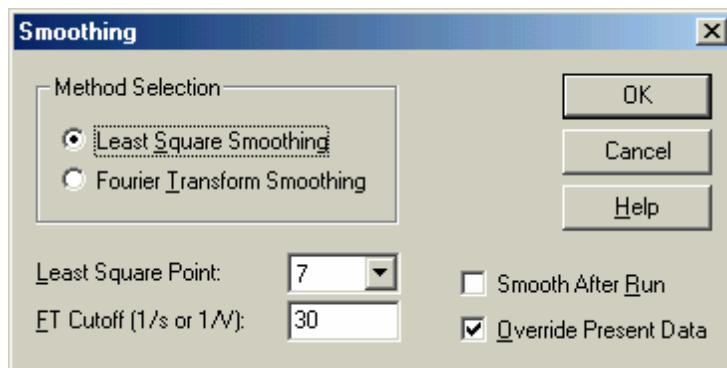 Smoothing
Method Selection
Least Square Smoothing
Fourier Transform Smoothing
OK
Cancel
Help
Least Square Point:
7
FT Cutoff (1/s or 1/V):
30
Smooth After Run
Override Present Data